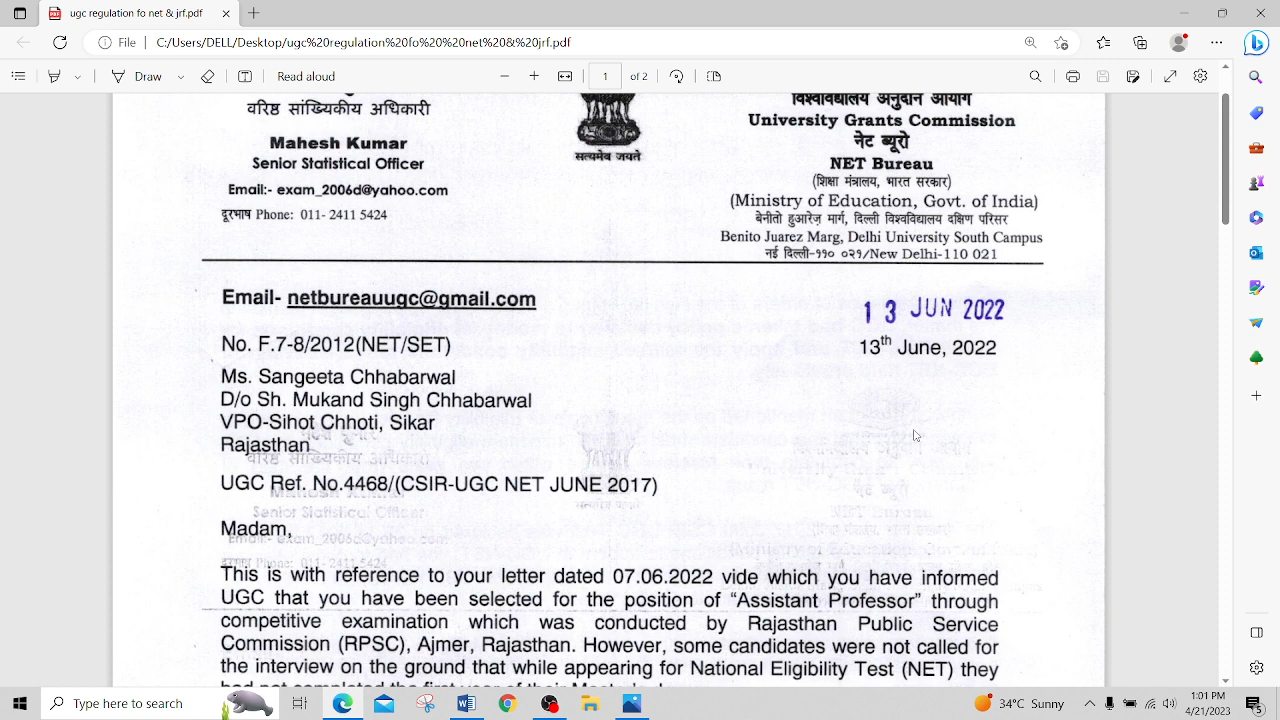 ugc regulation fo net & jrf.pdf
File
C:/Users/DELL/Desktop/ugc%20regulation%20fo%20net%20&%20jrf.pdf
Draw
Read aloud
1 of 2
वरिष्ठ सांख्यिकीय अधिकारी
Mahesh Kumar
Senior Statistical Officer
Email:- exam_2006d@yahoo.com
दूरभाष Phone: 011- 2411 5424
सत्यमेव जयते
विश्वविद्यालय अनुदान आयोग
University Grants Commission
नेट ब्यूरो
NET Bureau
(शिक्षा मंत्रालय, भारत सरकार)
(Ministry of Education, Govt. of India)
बेनीतो हुआरेज़ मार्ग, दिल्ली विश्वविद्यालय दक्षिण परिसर
Benito Juarez Marg, Delhi University South Campus
नई दिल्ली-११० ०२१/New Delhi-110 021
Email- netbureauugc@gmail.com
13 JUN 2022
No. F.7-8/2012(NET/SET)
13th June, 2022
Ms. Sangeeta Chhabarwal
D/o Sh. Mukand Singh Chhabarwal
VPO-Sihot Chhoti, Sikar
Rajasthan
UGC Ref. No.4468/(CSIR-UGC NET JUNE 2017)
Madam,
This is with reference to your letter dated 07.06.2022 vide which you have informed
UGC that you have been selected for the position of “Assistant Professor” through
competitive examination which was conducted by Rajasthan Public Service
Commission (RPSC), Ajmer, Rajasthan. However, some candidates were not called for
the interview on the ground that while appearing for National Eligibility Test (NET) they
Type here to search
34°C Sunny
1:01 PM
4/21/2023